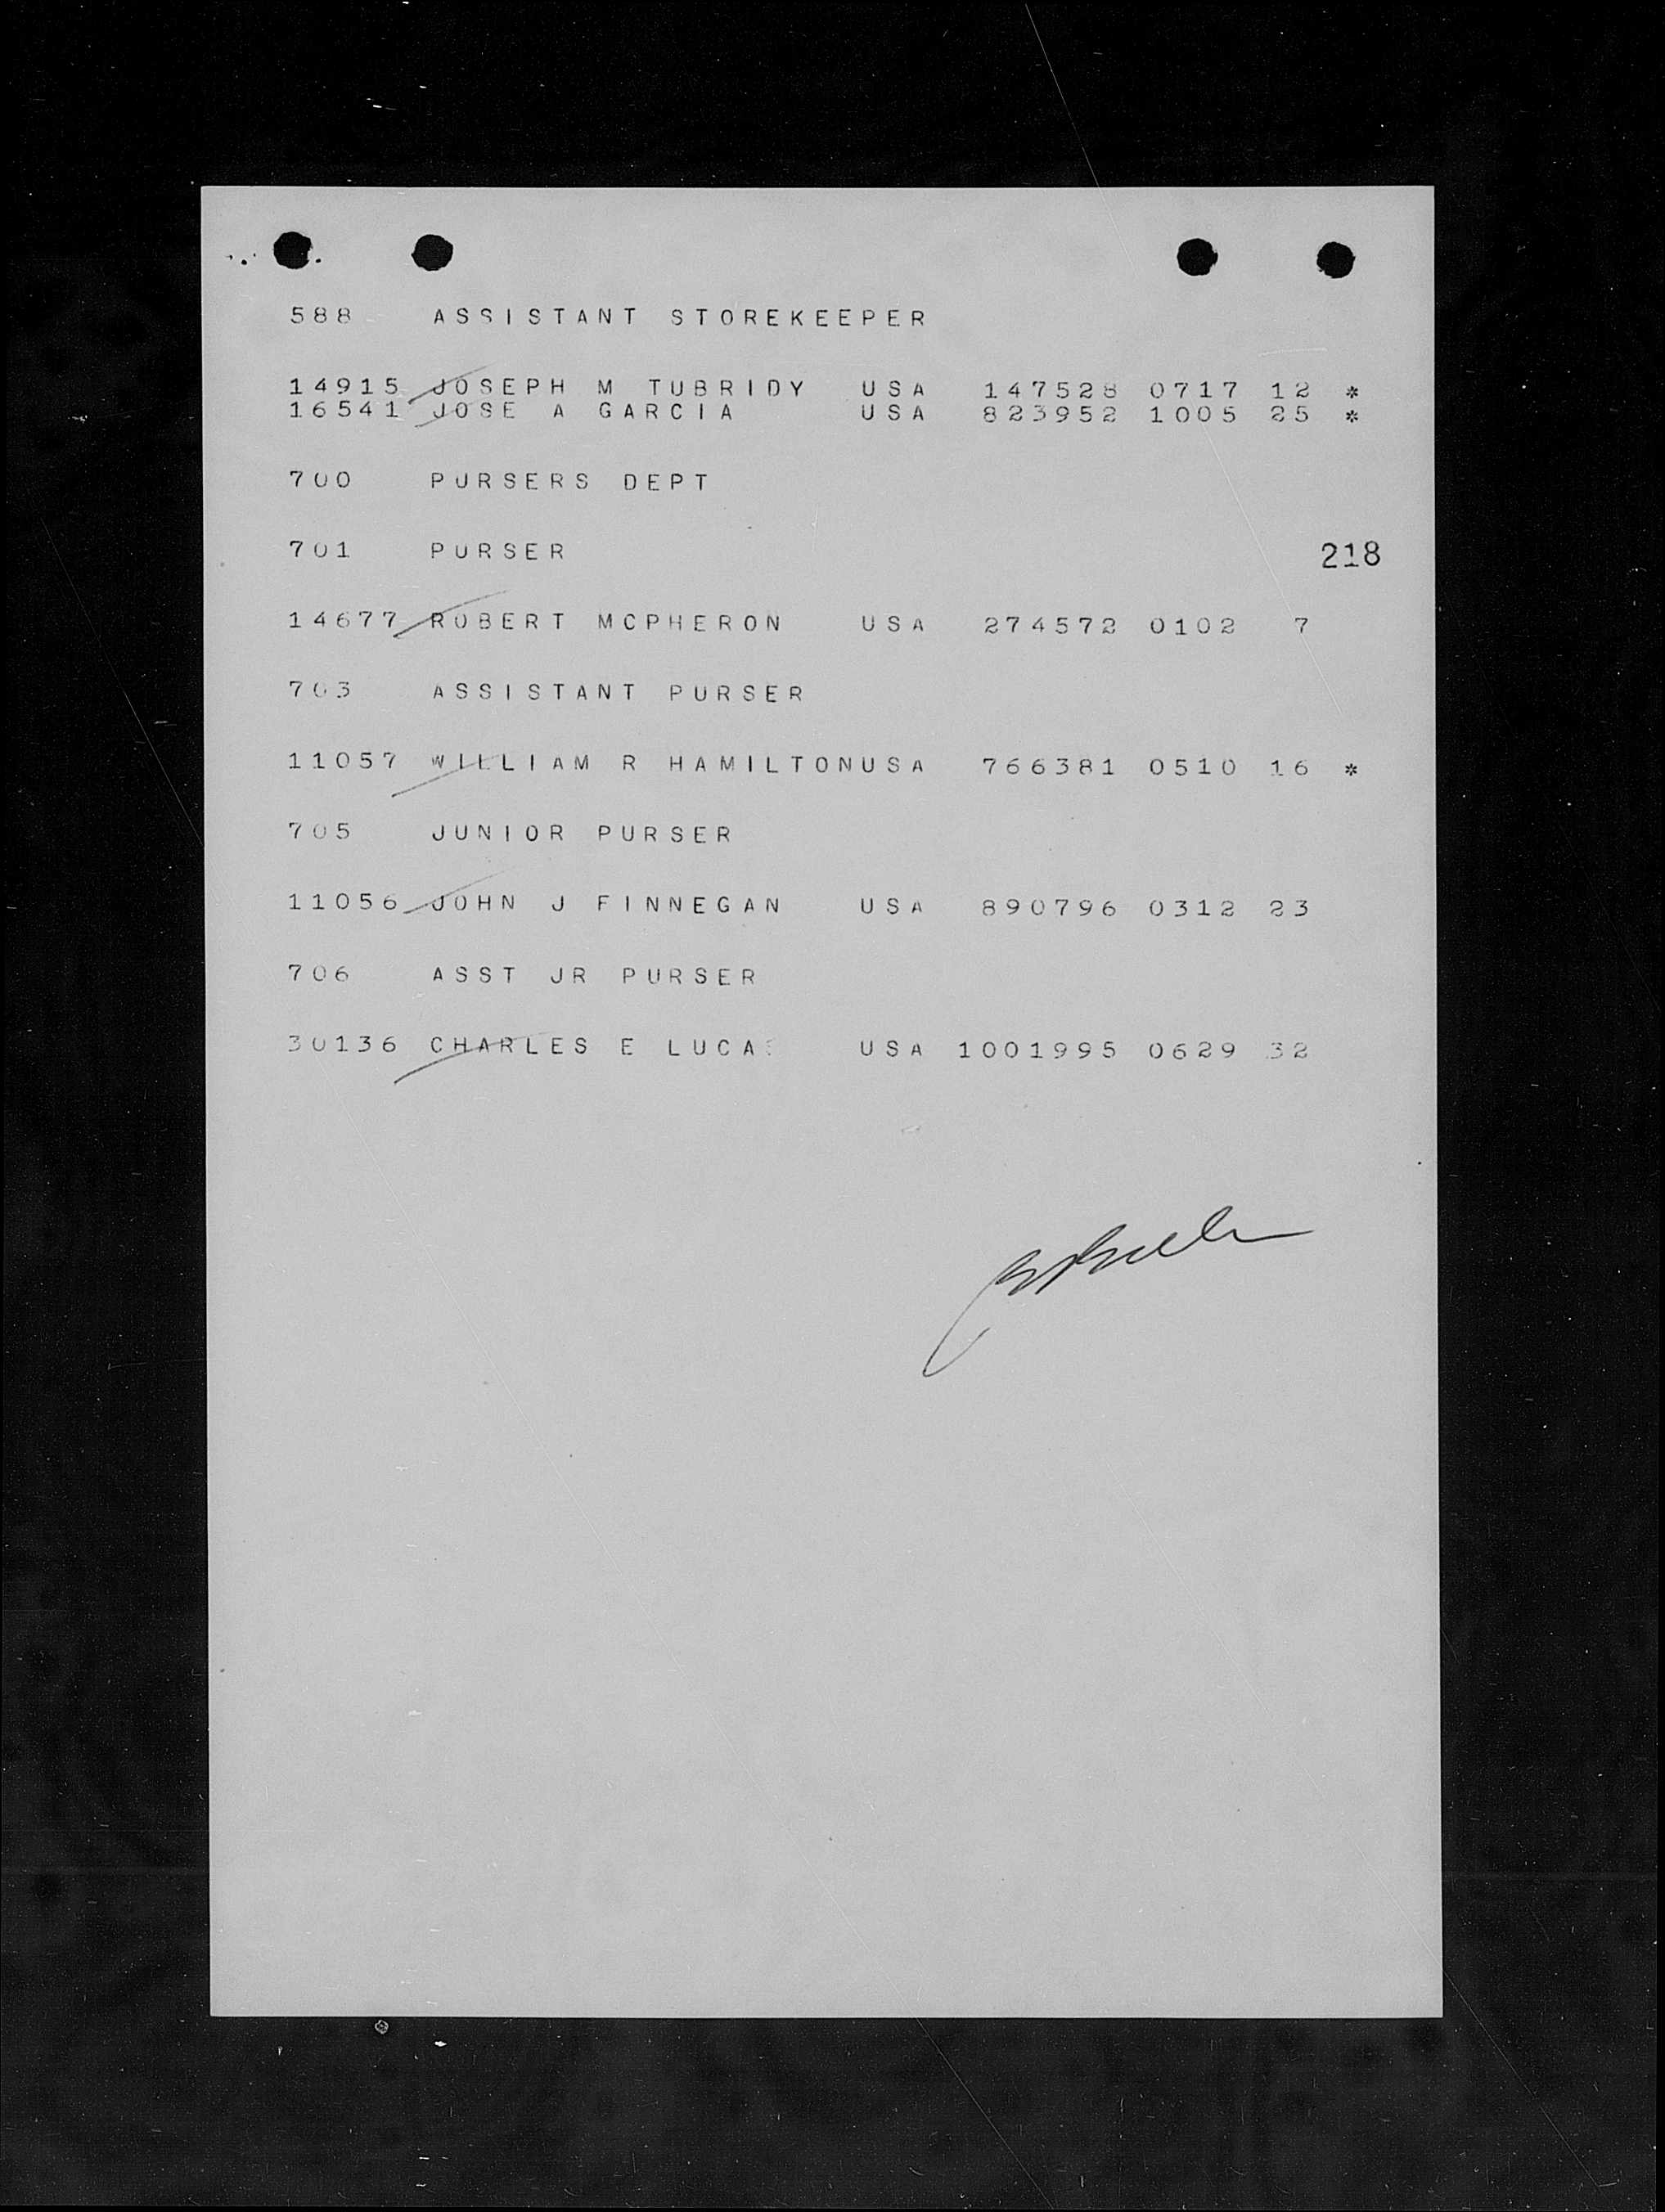 588 ASSISTANT STOREKEEPER
14915 JOSEPH M TUBRIDY USA 147528 0717 12 *
16541 JOSE A GARCIA USA 823952 1005 25 *
700 PURSERS DEPT
701 PURSER
218
14677 ROBERT MCPHERON USA 274572 0102 7
703 ASSISTANT PURSER
11057 WILLIAM R HAMILTONUSA 766381 0510 16 *
705 JUNIOR PURSER
11056 JOHN J FINNEGAN USA 890796 0312 23
706 ASST JR PURSER
30136 CHARLES E LUCAS USA 1001995 0629 32